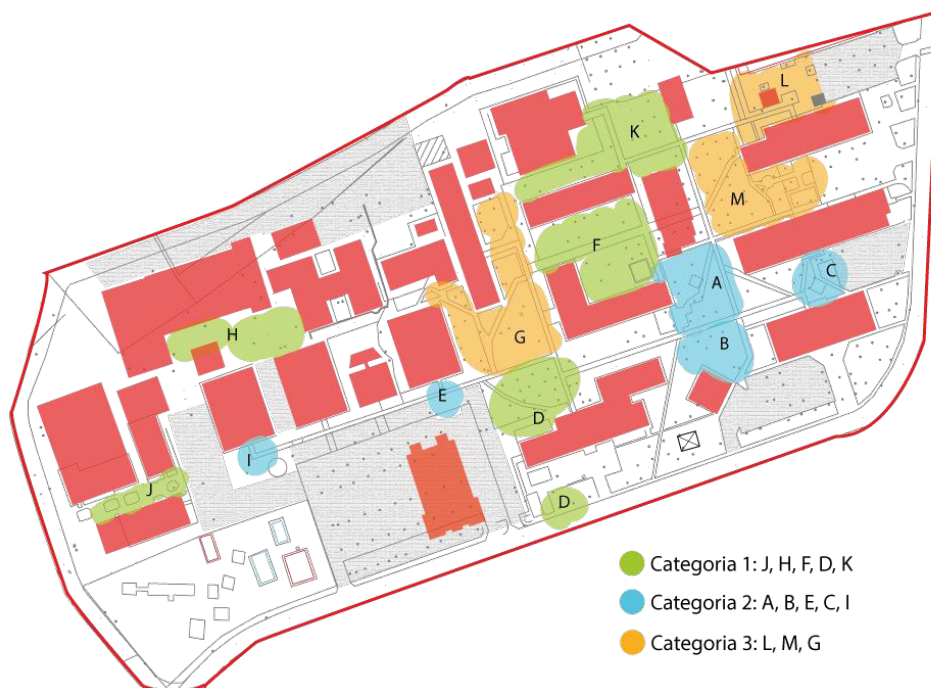 L
K
M
F
A
C
H
G
B
E
D
I
J
D
Categoria 1: J, H, F, D, K
Categoria 2: A, B, E, C, I
Categoria 3: L, M, G